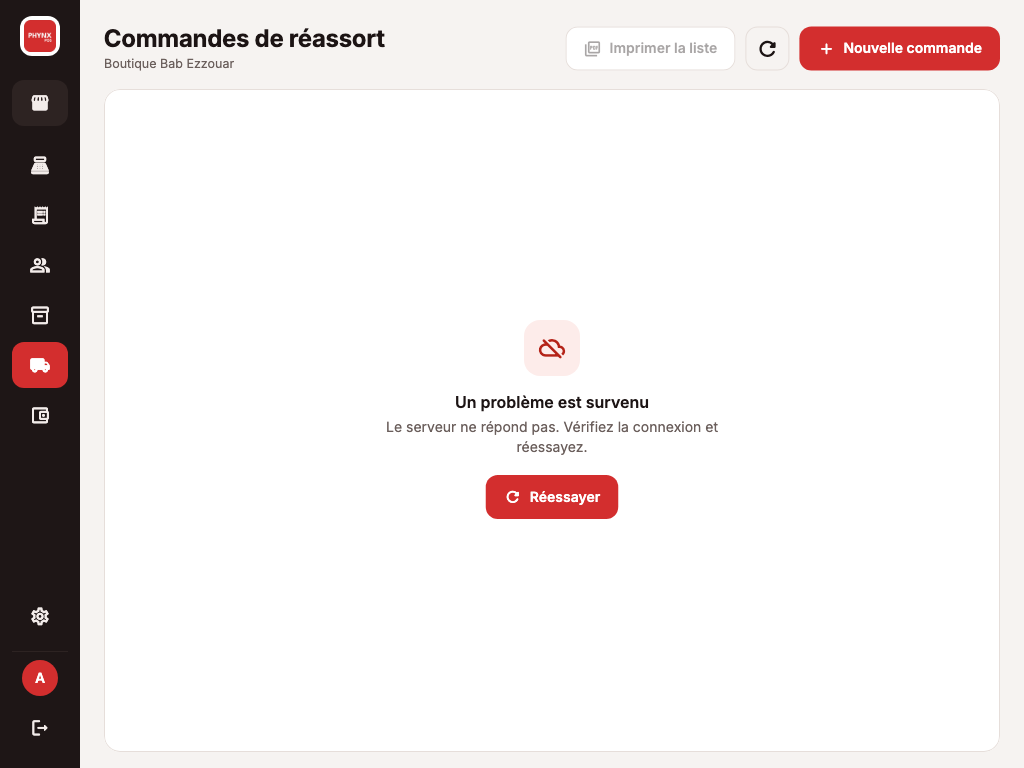 PHYNX
POS
Commandes de réassort
Boutique Bab Ezzouar
Imprimer la liste
Nouvelle commande
Un problème est survenu
Le serveur ne répond pas. Vérifiez la connexion et
réessayez.
Réessayer
A